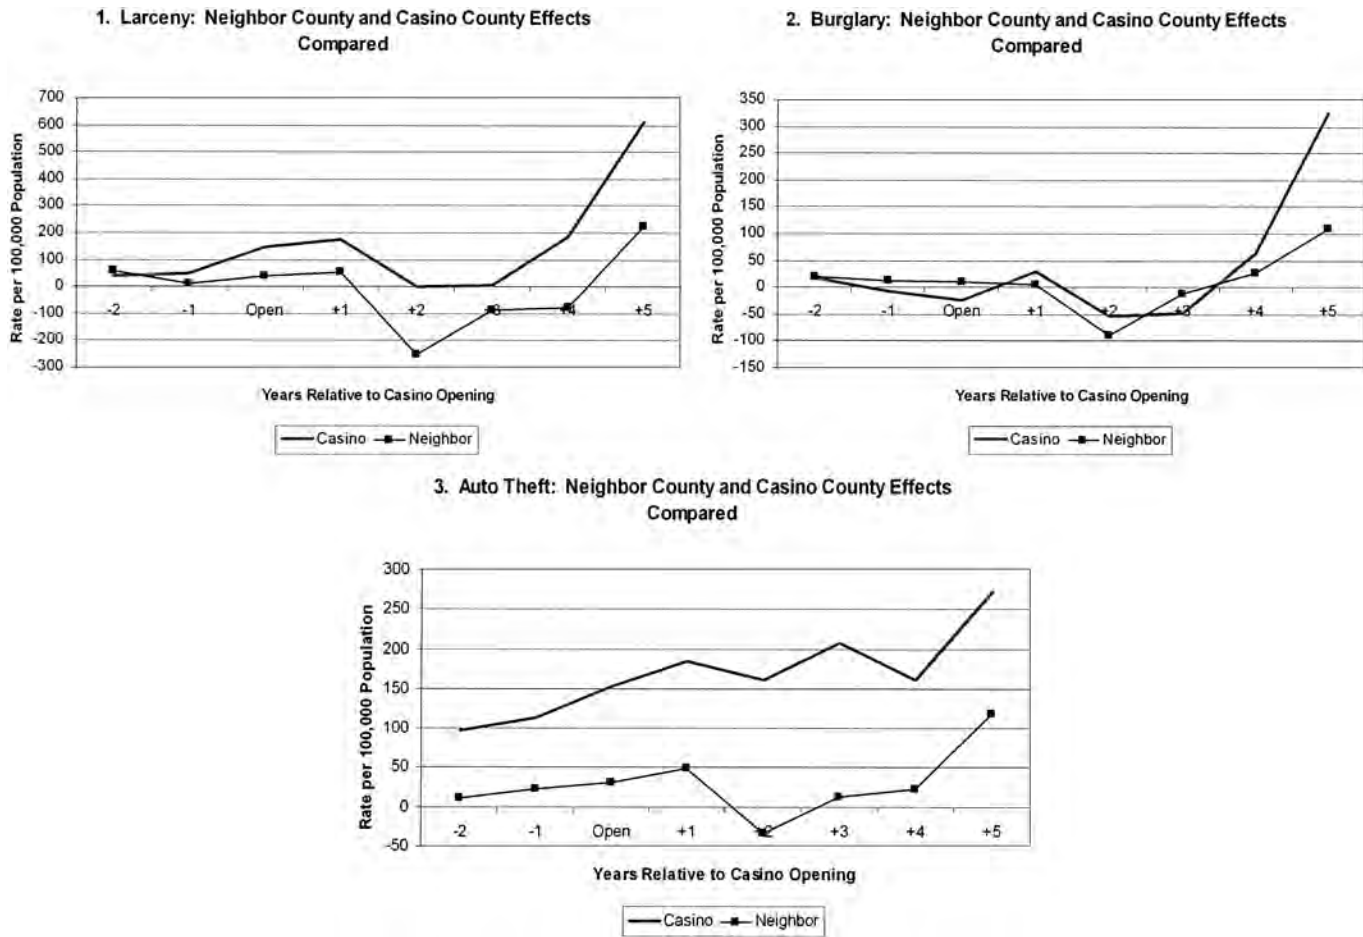 1. Larceny: Neighbor County and Casino County Effects
Compared
700
600
500
400
300
200
100
0
-100
-200
-300
Rate per 100,000 Population
-2
-1
Open
+1
+2
+3
+4
+5
Years Relative to Casino Opening
Casino
Neighbor
2. Burglary: Neighbor County and Casino County Effects
Compared
350
300
250
200
150
100
50
0
-50
-100
-150
Rate per 100,000 Population
-2
-1
Open
+1
+2
+3
+4
+5
Years Relative to Casino Opening
Casino
Neighbor
3. Auto Theft: Neighbor County and Casino County Effects
Compared
300
250
200
150
100
50
0
-50
Rate per 100,000 Population
-2
-1
Open
+1
+2
+3
+4
+5
Years Relative to Casino Opening
Casino
Neighbor